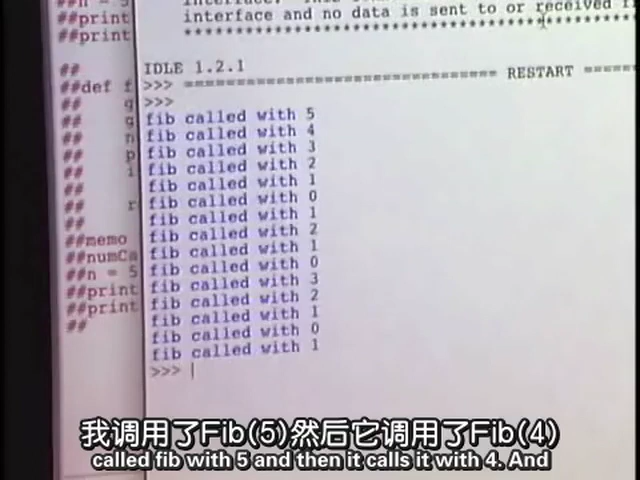 ##n = 5
##print
##print
##
##def f
##
##
##
##
##
##
##
##
##memo
##numCa
##n = 5
##print
##print
##
interface and no data is sent to or received
IDLE 1.2.1
>>> ================================ RESTART
>>>
fib called with 5
fib called with 4
fib called with 3
fib called with 2
fib called with 1
fib called with 0
fib called with 1
fib called with 2
fib called with 1
fib called with 0
fib called with 3
fib called with 2
fib called with 1
fib called with 0
fib called with 1
>>>
我调用了Fib(5)然后它调用了Fib(4)
called fib with 5 and then it calls it with 4. And